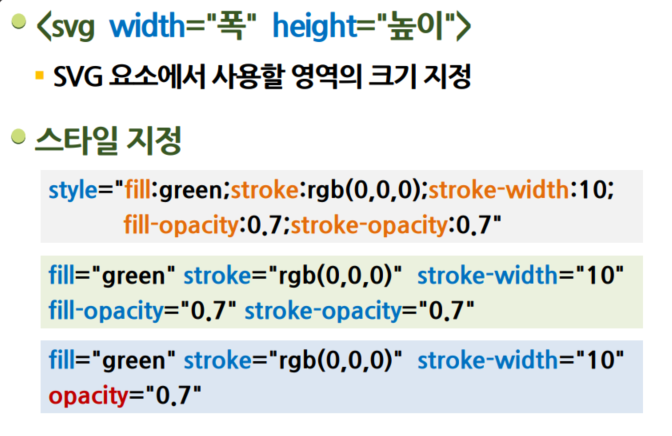 <svg width="폭" height="높이">
SVG 요소에서 사용할 영역의 크기 지정
스타일 지정
style="fill:green;stroke:rgb(0,0,0);stroke-width:10;
fill-opacity:0.7;stroke-opacity:0.7"
fill="green" stroke="rgb(0,0,0)" stroke-width="10"
fill-opacity="0.7" stroke-opacity="0.7"
fill="green" stroke="rgb(0,0,0)" stroke-width="10"
opacity="0.7"